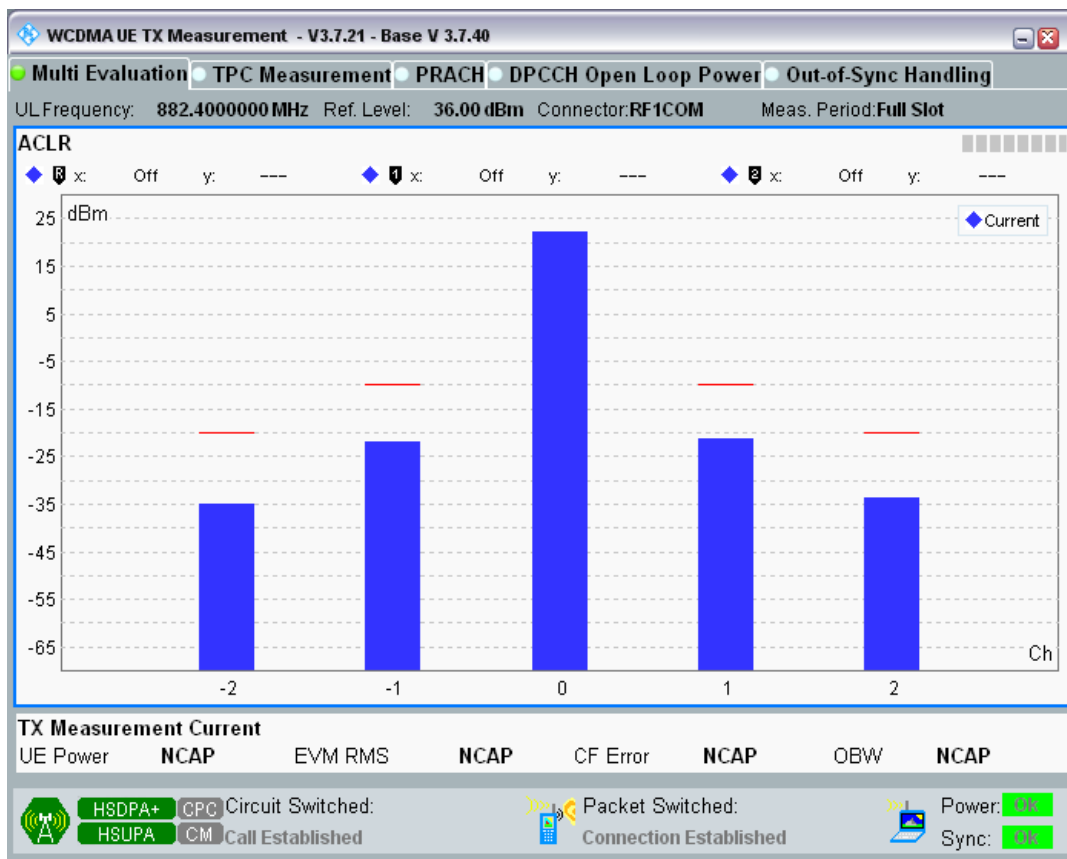 WCDMA UE TX Measurement - V3.7.21 - Base V 3.7.40
Multi Evaluation TPC Measurement PRACH DPCCH Open Loop Power Out-of-Sync Handling
UL Frequency: 882.4000000 MHz Ref. Level: 36.00 dBm Connector:RF1COM Meas. Period:Full Slot
ACLR
R x: Off y: --- 1 x: Off y: --- 2 x: Off y: ---
dBm
Current
25
15
5
-5
-15
-25
-35
-45
-55
-65
Ch
-2 -1 0 1 2
TX Measurement Current
UE Power NCAP EVM RMS NCAP CF Error NCAP OBW NCAP
HSDPA+ CPC Circuit Switched: Packet Switched: Power: OK
HSUPA CM Call Established Connection Established Sync: OK